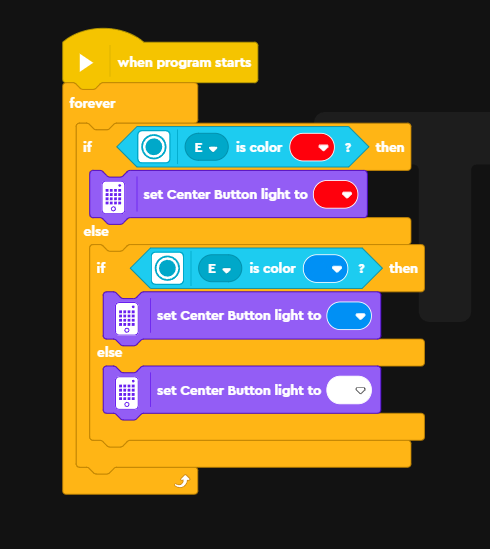 when program starts
forever
if E is color ? then
set Center Button light to
else
if E is color ? then
set Center Button light to
else
set Center Button light to